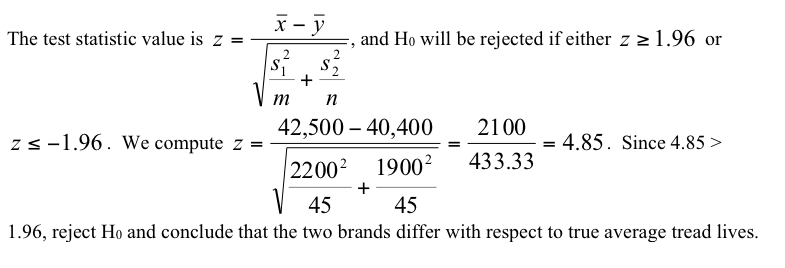 The test statistic value is z = (x̄ − ȳ) / √(s₁²/m + s₂²/n), and H₀ will be rejected if either z ≥ 1.96 or
z ≤ −1.96. We compute z = (42,500 − 40,400) / √(2200²/45 + 1900²/45) = 2100/433.33 = 4.85. Since 4.85 >
1.96, reject H₀ and conclude that the two brands differ with respect to true average tread lives.